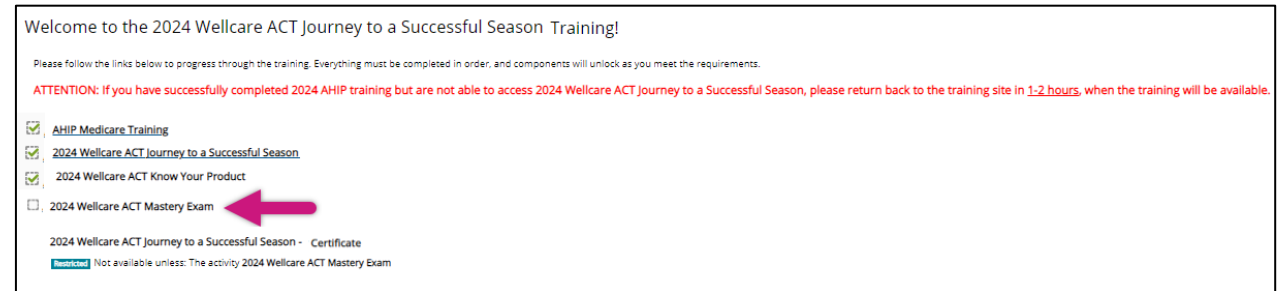 Welcome to the 2024 Wellcare ACT Journey to a Successful Season Training!
Please follow the links below to progress through the training. Everything must be completed in order, and components will unlock as you meet the requirements.
ATTENTION: If you have successfully completed 2024 AHIP training but are not able to access 2024 Wellcare ACT Journey to a Successful Season, please return back to the training site in 1-2 hours, when the training will be available.
AHIP Medicare Training
2024 Wellcare ACT Journey to a Successful Season
2024 Wellcare ACT Know Your Product
2024 Wellcare ACT Mastery Exam
2024 Wellcare ACT Journey to a Successful Season - Certificate
Restricted Not available unless: The activity 2024 Wellcare ACT Mastery Exam